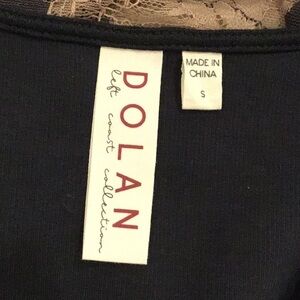 DOLAN
left coast collection
MADE IN
CHINA
S